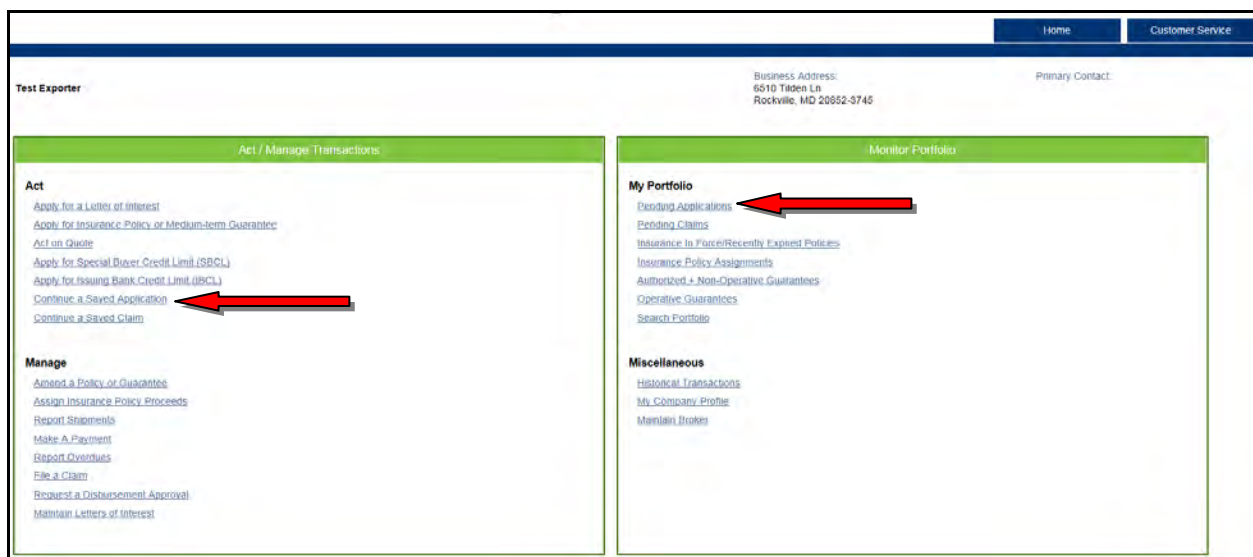 Home
Customer Service
Test Exporter
Business Address:
6510 Tilden Ln
Rockville, MD 20852-3745
Primary Contact:
Act / Manage Transactions
Act
Apply for a Letter of Interest
Apply for Insurance Policy or Medium-term Guarantee
Act on Quote
Apply for Special Buyer Credit Limit (SBCL)
Apply for Issuing Bank Credit Limit (IBCL)
Continue a Saved Application
Continue a Saved Claim
Manage
Amend a Policy or Guarantee
Assign Insurance Policy Proceeds
Report Shipments
Make A Payment
Report Overdues
File a Claim
Request a Disbursement Approval
Maintain Letters of Interest
Monitor Portfolio
My Portfolio
Pending Applications
Pending Claims
Insurance In Force/Recently Expired Policies
Insurance Policy Assignments
Authorized + Non-Operative Guarantees
Operative Guarantees
Search Portfolio
Miscellaneous
Historical Transactions
My Company Profile
Maintain Broker